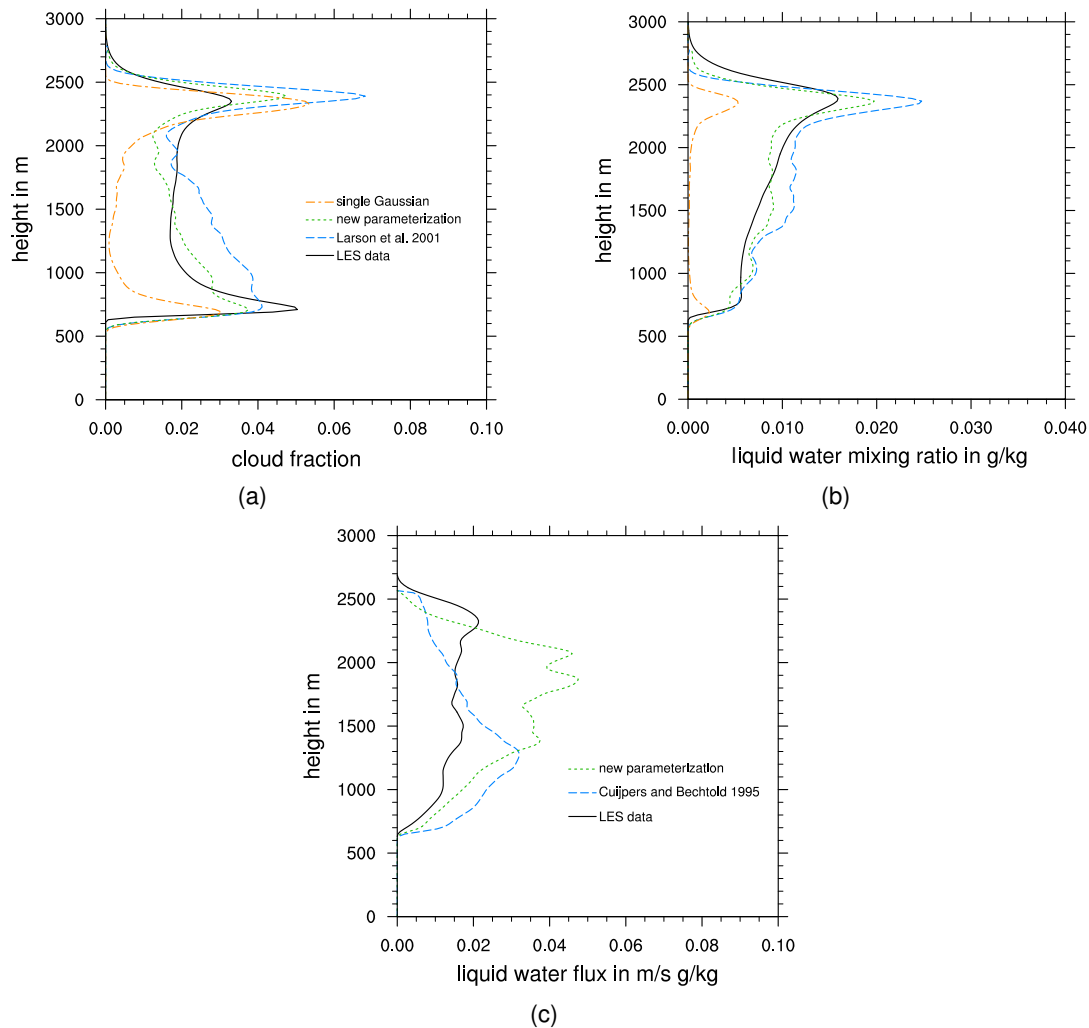 3000
2500
2000
1500
1000
500
0
height in m
single Gaussian
new parameterization
Larson et al. 2001
LES data
0.00 0.02 0.04 0.06 0.08 0.10
cloud fraction
(a)
3000
2500
2000
1500
1000
500
0
height in m
0.000 0.010 0.020 0.030 0.040
liquid water mixing ratio in g/kg
(b)
3000
2500
2000
1500
1000
500
0
height in m
new parameterization
Cuijpers and Bechtold 1995
LES data
0.00 0.02 0.04 0.06 0.08 0.10
liquid water flux in m/s g/kg
(c)